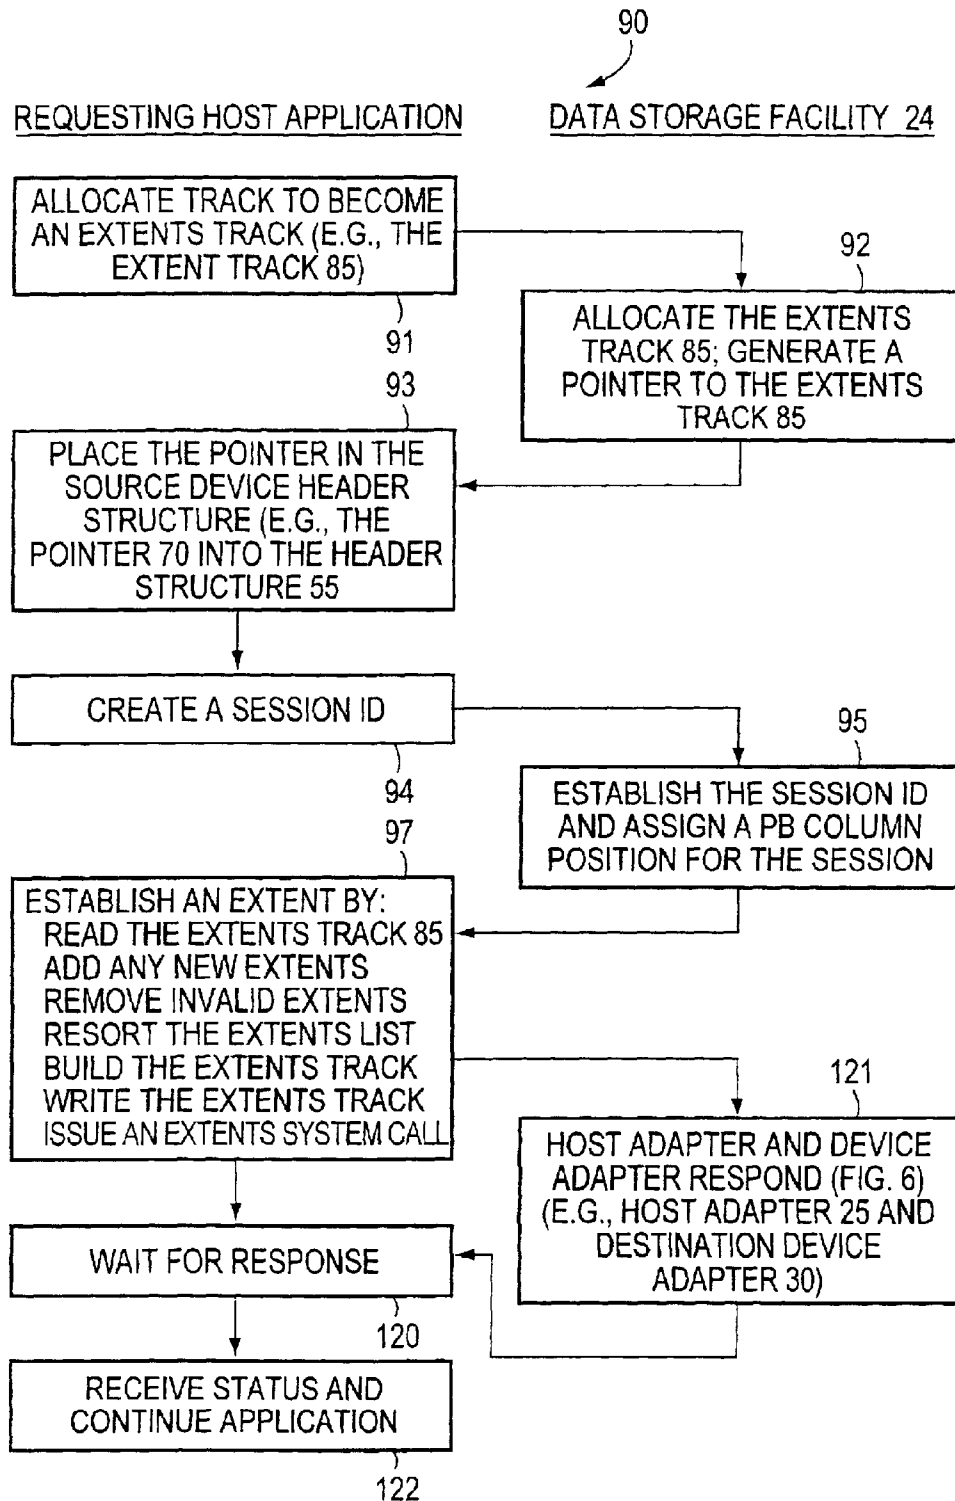 90
REQUESTING HOST APPLICATION
DATA STORAGE FACILITY 24
ALLOCATE TRACK TO BECOME
AN EXTENTS TRACK (E.G., THE
EXTENT TRACK 85)
91
92
ALLOCATE THE EXTENTS
TRACK 85; GENERATE A
POINTER TO THE EXTENTS
TRACK 85
93
PLACE THE POINTER IN THE
SOURCE DEVICE HEADER
STRUCTURE (E.G., THE
POINTER 70 INTO THE HEADER
STRUCTURE 55
CREATE A SESSION ID
94
95
ESTABLISH THE SESSION ID
AND ASSIGN A PB COLUMN
POSITION FOR THE SESSION
97
ESTABLISH AN EXTENT BY:
READ THE EXTENTS TRACK 85
ADD ANY NEW EXTENTS
REMOVE INVALID EXTENTS
RESORT THE EXTENTS LIST
BUILD THE EXTENTS TRACK
WRITE THE EXTENTS TRACK
ISSUE AN EXTENTS SYSTEM CALL
121
HOST ADAPTER AND DEVICE
ADAPTER RESPOND (FIG. 6)
(E.G., HOST ADAPTER 25 AND
DESTINATION DEVICE
ADAPTER 30)
WAIT FOR RESPONSE
120
RECEIVE STATUS AND
CONTINUE APPLICATION
122